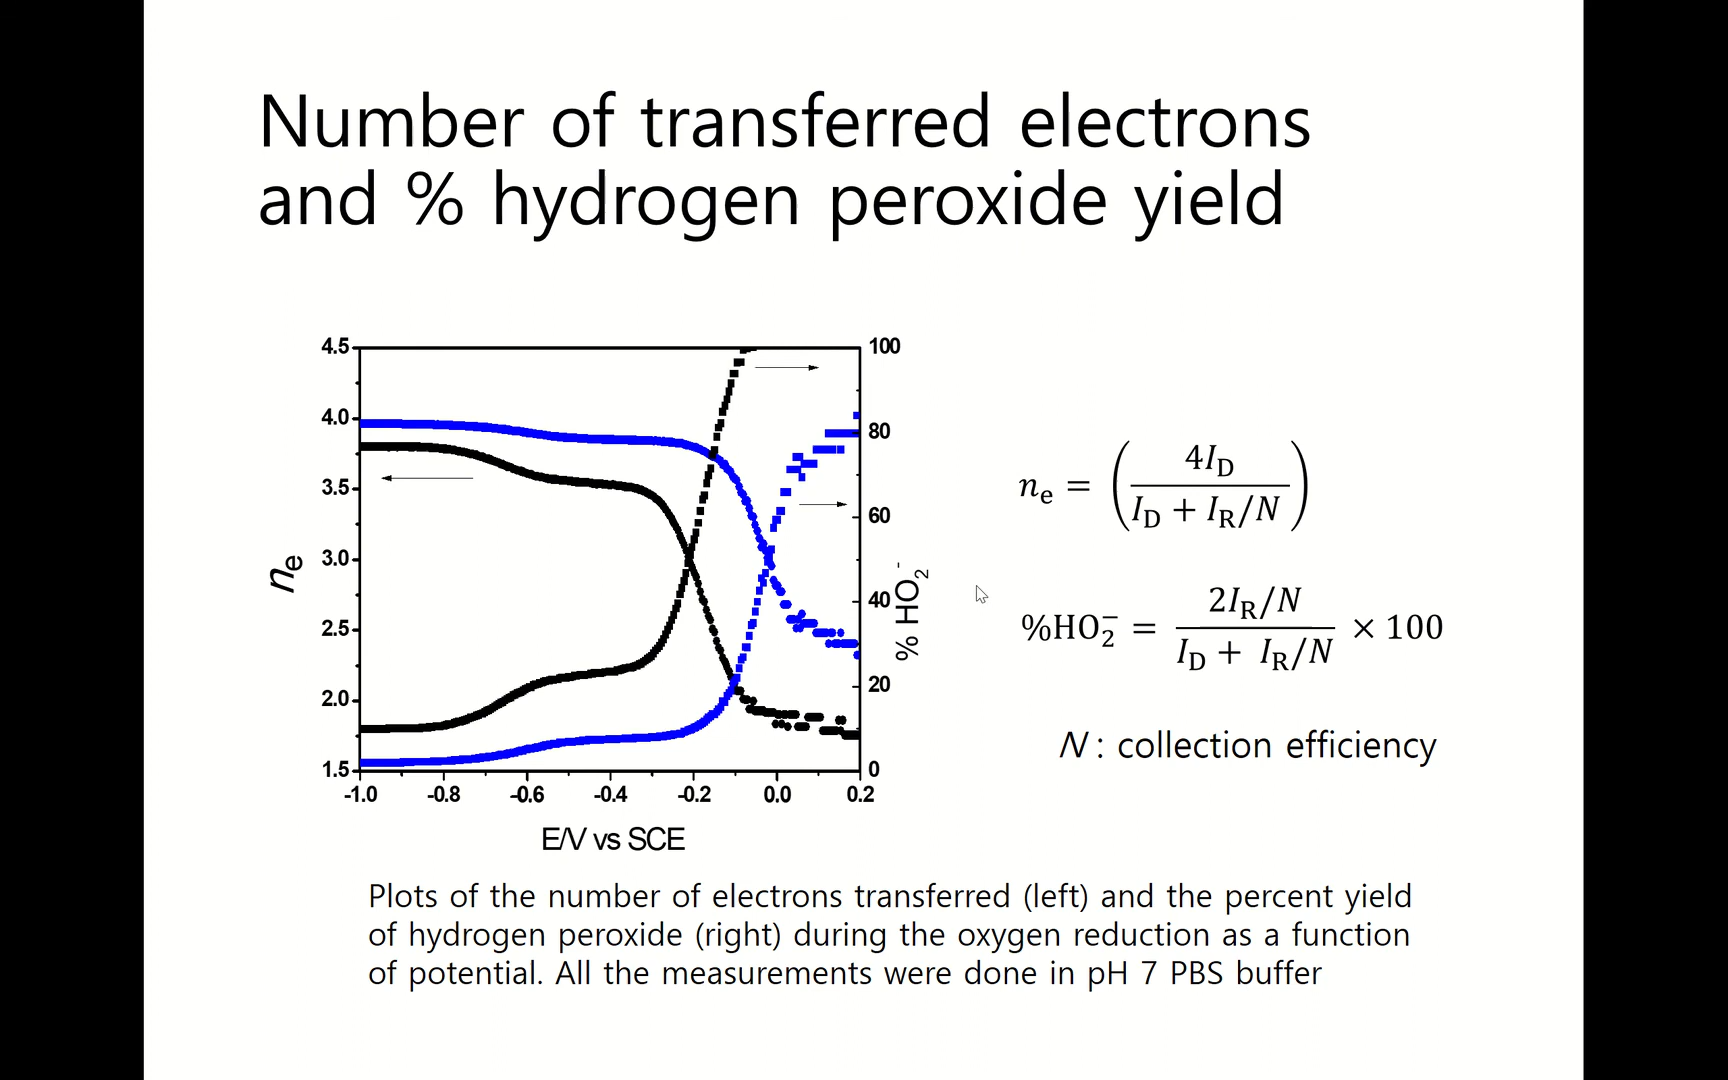 Number of transferred electrons
and % hydrogen peroxide yield
4.5
4.0
3.5
3.0
2.5
2.0
1.5
nₑ
100
80
60
40
20
0
% HO₂⁻
-1.0 -0.8 -0.6 -0.4 -0.2 0.0 0.2
E/V vs SCE
nₑ = (4I_D / (I_D + I_R/N))
%HO₂⁻ = 2I_R/N / (I_D + I_R/N) × 100
N : collection efficiency
Plots of the number of electrons transferred (left) and the percent yield
of hydrogen peroxide (right) during the oxygen reduction as a function
of potential. All the measurements were done in pH 7 PBS buffer